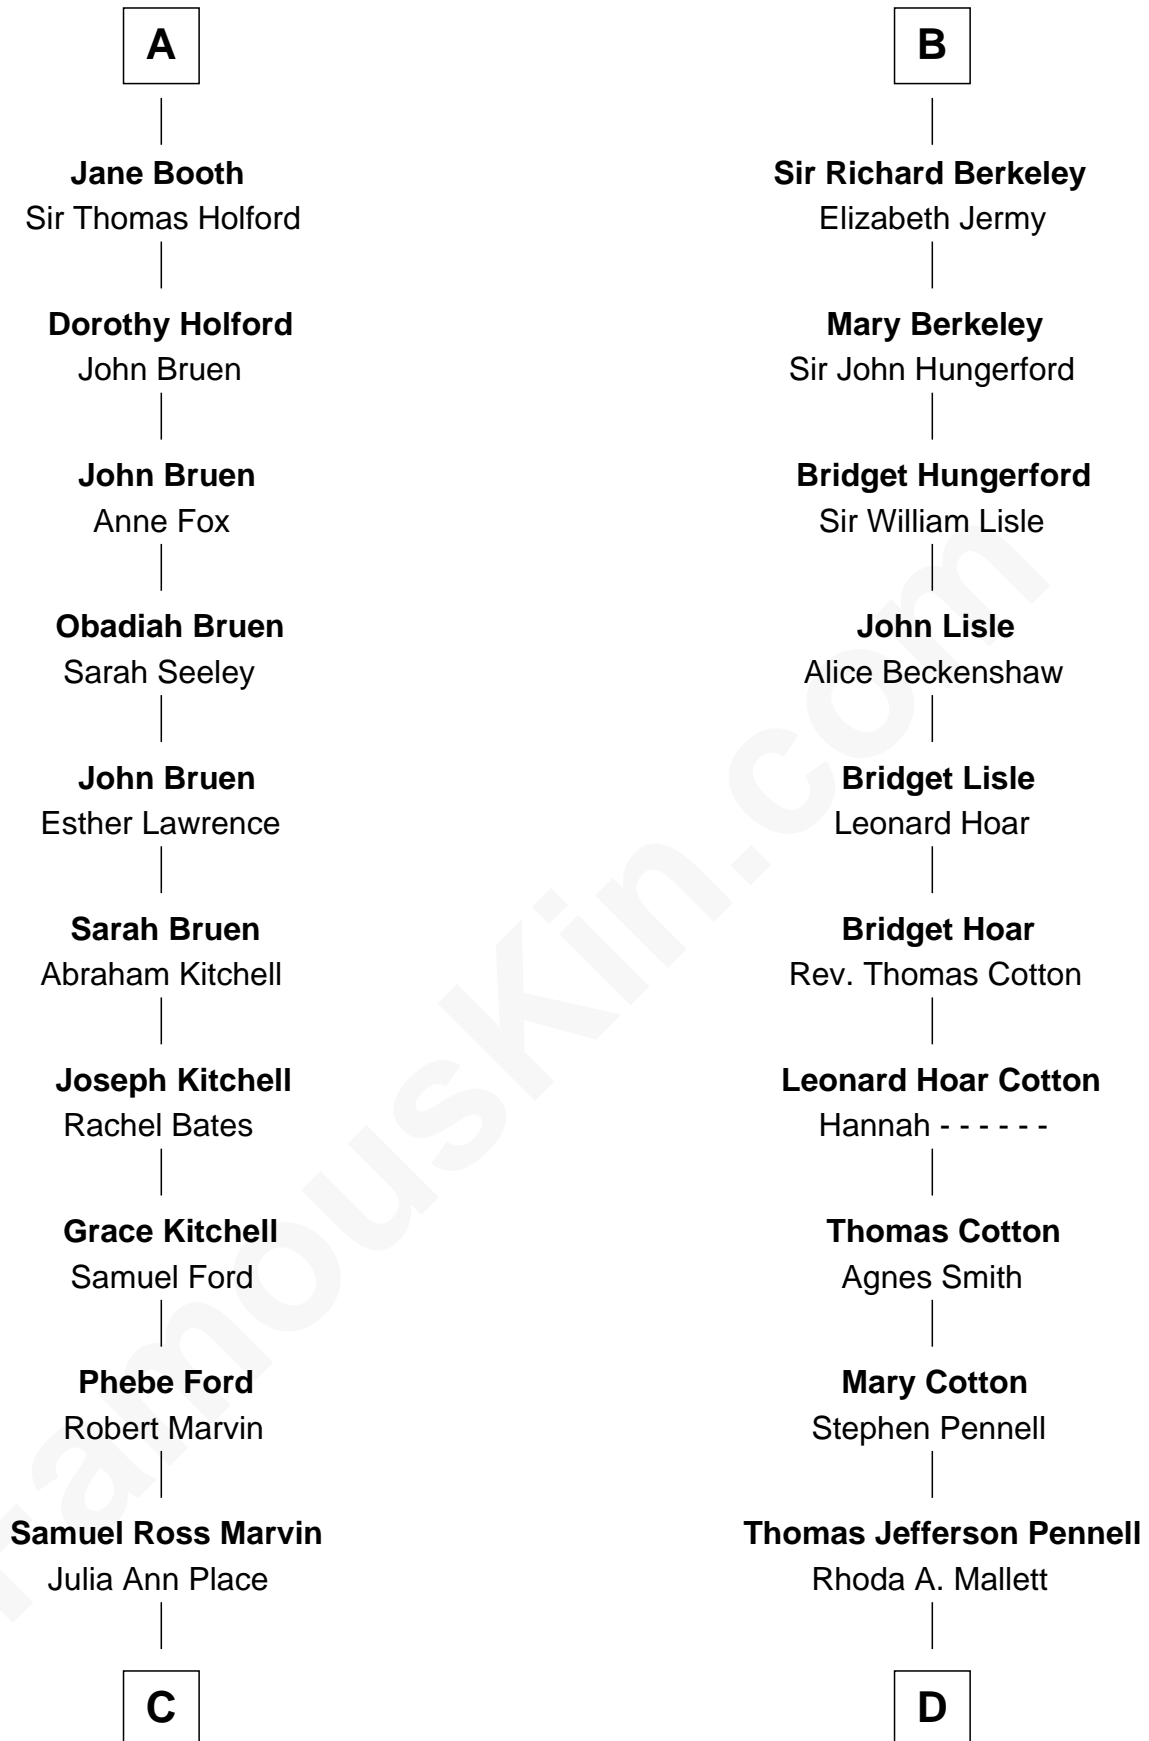 A
Jane Booth
Sir Thomas Holford
Dorothy Holford
John Bruen
John Bruen
Anne Fox
Obadiah Bruen
Sarah Seeley
John Bruen
Esther Lawrence
Sarah Bruen
Abraham Kitchell
Joseph Kitchell
Rachel Bates
Grace Kitchell
Samuel Ford
Phebe Ford
Robert Marvin
Samuel Ross Marvin
Julia Ann Place
C
B
Sir Richard Berkeley
Elizabeth Jermy
Mary Berkeley
Sir John Hungerford
Bridget Hungerford
Sir William Lisle
John Lisle
Alice Beckenshaw
Bridget Lisle
Leonard Hoar
Bridget Hoar
Rev. Thomas Cotton
Leonard Hoar Cotton
Hannah - - - - - -
Thomas Cotton
Agnes Smith
Mary Cotton
Stephen Pennell
Thomas Jefferson Pennell
Rhoda A. Mallett
D
FamousKin.com